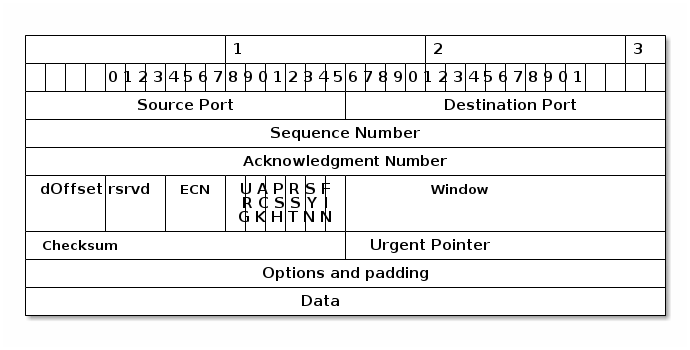 1 2 3
0 1 2 3 4 5 6 7 8 9 0 1 2 3 4 5 6 7 8 9 0 1 2 3 4 5 6 7 8 9 0 1
Source Port Destination Port
Sequence Number
Acknowledgment Number
dOffset rsrvd ECN U A P R S F Window
R C S S Y I
G K H T N N
Checksum Urgent Pointer
Options and padding
Data